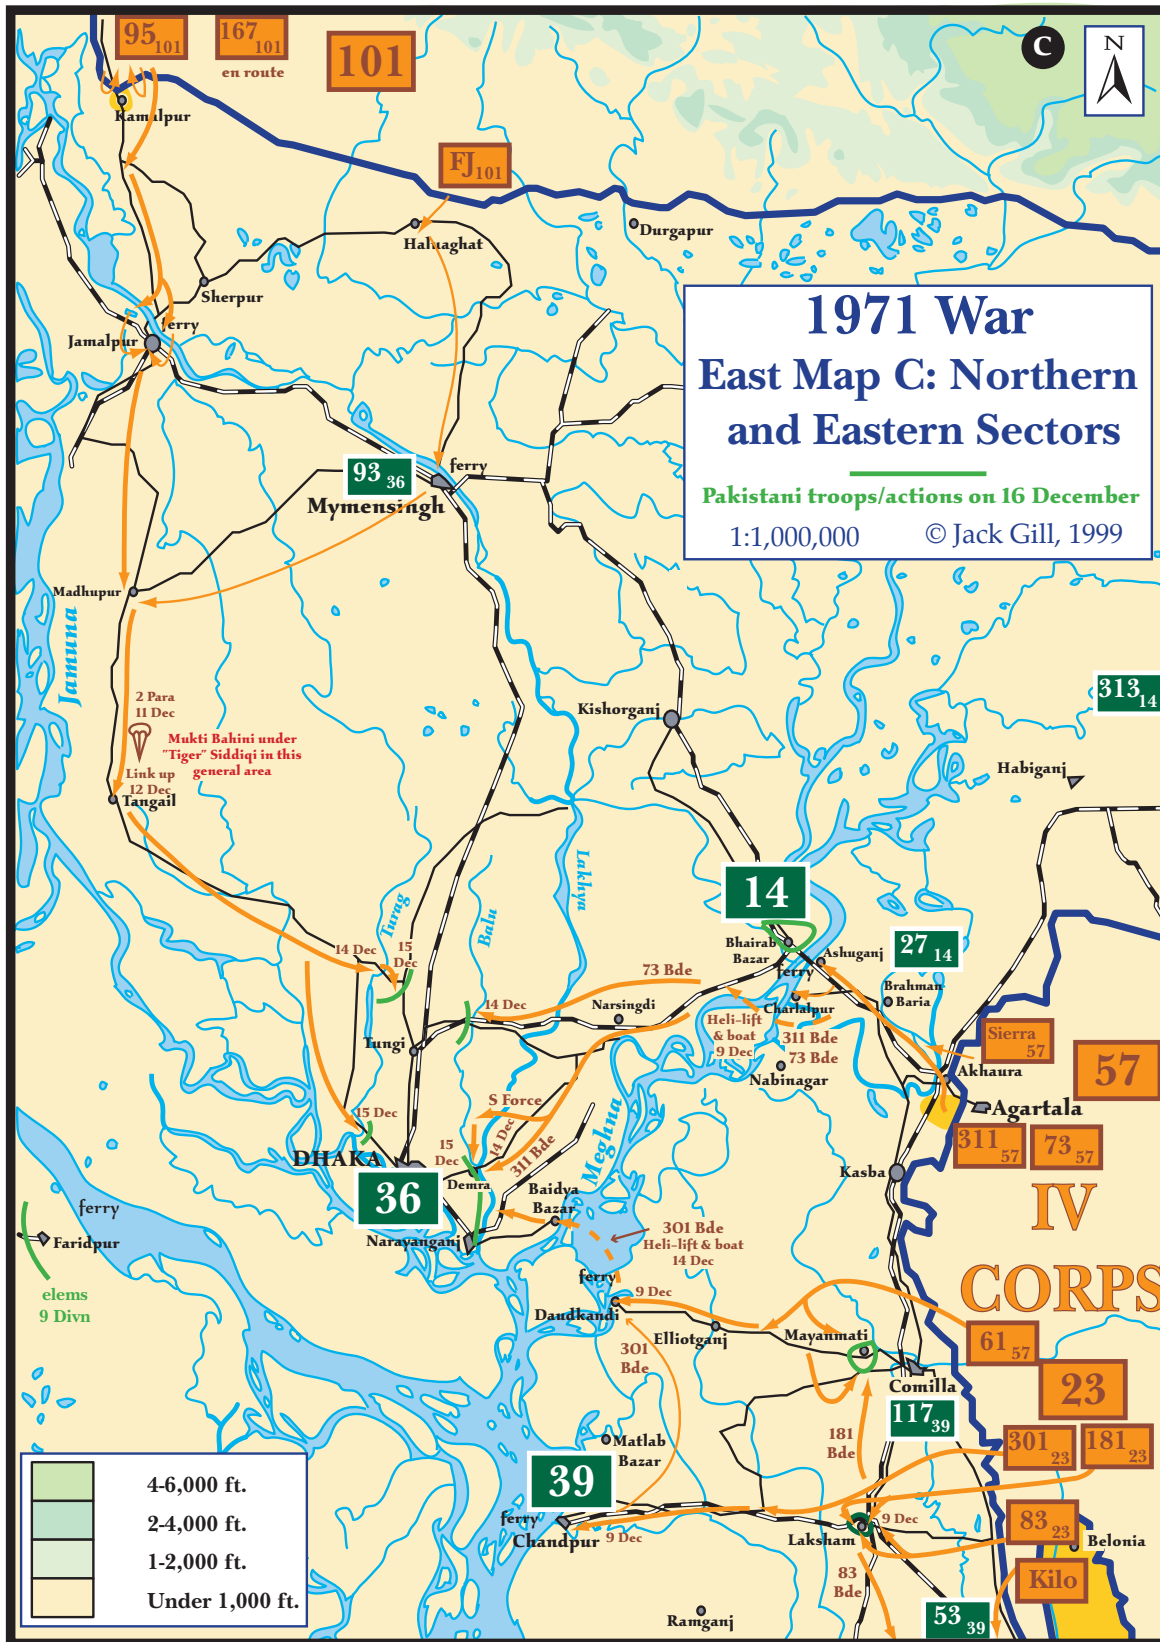 95 101
167 101
en route
101
C
N
Kamalpur
FJ 101
Haluaghat
Durgapur
Sherpur
ferry
Jamalpur
1971 War
East Map C: Northern
and Eastern Sectors
Pakistani troops/actions on 16 December
1:1,000,000
© Jack Gill, 1999
93 36
ferry
Mymensingh
Madhupur
Jamuna
2 Para
11 Dec
Mukti Bahini under
"Tiger" Siddiqi in this
general area
Link up
12 Dec
Tangail
Kishorganj
313 14
Habiganj
Lakhya
14
Turag
Balu
14 Dec
15
Dec
Bhairab
Bazar
ferry
Ashuganj
27 14
Brahman
Baria
73 Bde
Charlalpur
14 Dec
Narsingdi
Heli-lift
& boat
9 Dec
311 Bde
73 Bde
Nabinagar
Sierra
57
Akhaura
57
Tungi
Agartala
S Force
15 Dec
14 Dec
311 Bde
Meghna
311 57
73 57
DHAKA
15
Dec
Demra
36
Baidya
Bazar
Kasba
IV
CORPS
ferry
Faridpur
Narayanganj
301 Bde
Heli-lift & boat
14 Dec
elems
9 Divn
ferry
9 Dec
Daudkandi
Elliotganj
Mayanmati
61 57
301
Bde
Comilla
23
117 39
181
Bde
301 23
181 23
Matlab
Bazar
39
ferry
Chandpur
9 Dec
Laksham
9 Dec
83 23
Belonia
83
Bde
Kilo
Ramganj
53 39
4-6,000 ft.
2-4,000 ft.
1-2,000 ft.
Under 1,000 ft.